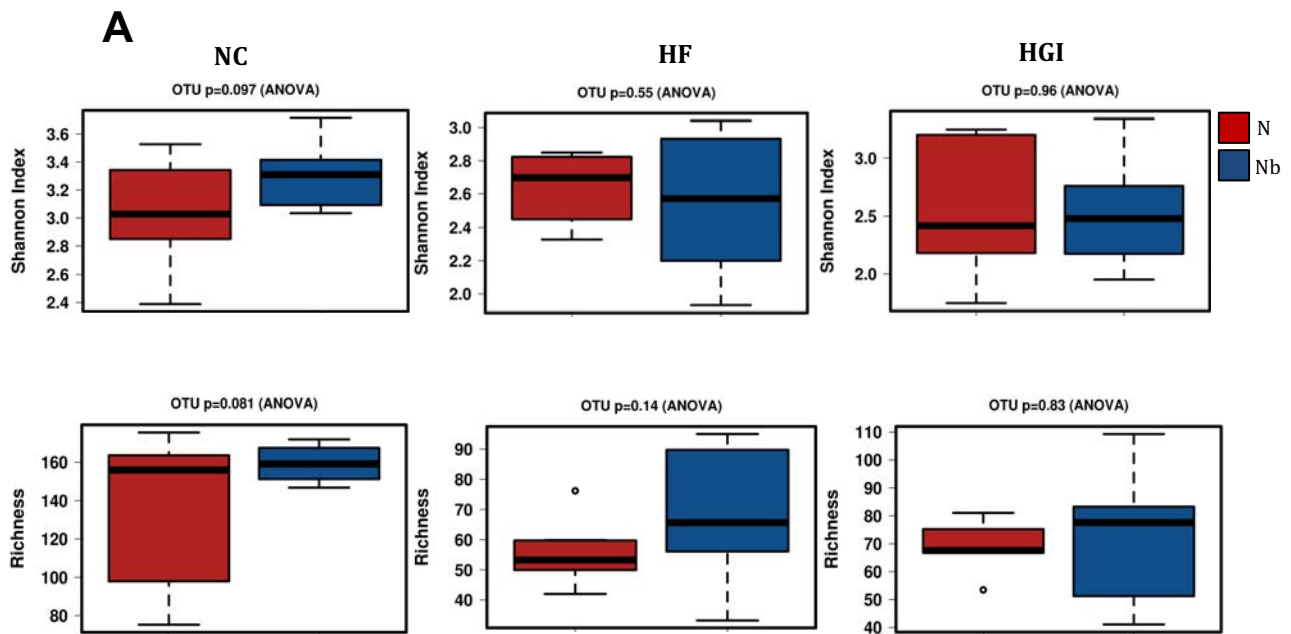 A
NC
HF
HGI
OTU p=0.097 (ANOVA)
OTU p=0.55 (ANOVA)
OTU p=0.96 (ANOVA)
Shannon Index
3.6
3.4
3.2
3.0
2.8
2.6
2.4
Shannon Index
3.0
2.8
2.6
2.4
2.2
2.0
Shannon Index
3.0
2.5
2.0
N
Nb
OTU p=0.081 (ANOVA)
OTU p=0.14 (ANOVA)
OTU p=0.83 (ANOVA)
Richness
160
140
120
100
80
Richness
90
80
70
60
50
40
Richness
110
100
90
80
70
60
50
40